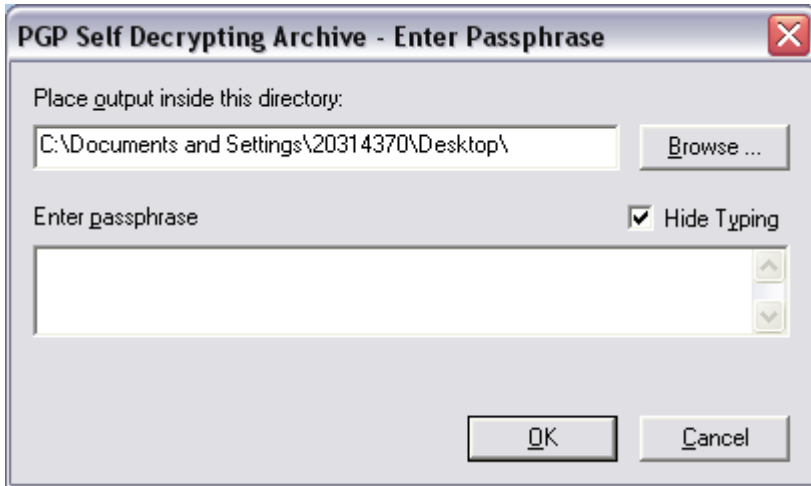 PGP Self Decrypting Archive - Enter Passphrase
Place output inside this directory:
C:\Documents and Settings\20314370\Desktop\
Browse ...
Enter passphrase
Hide Typing
OK
Cancel